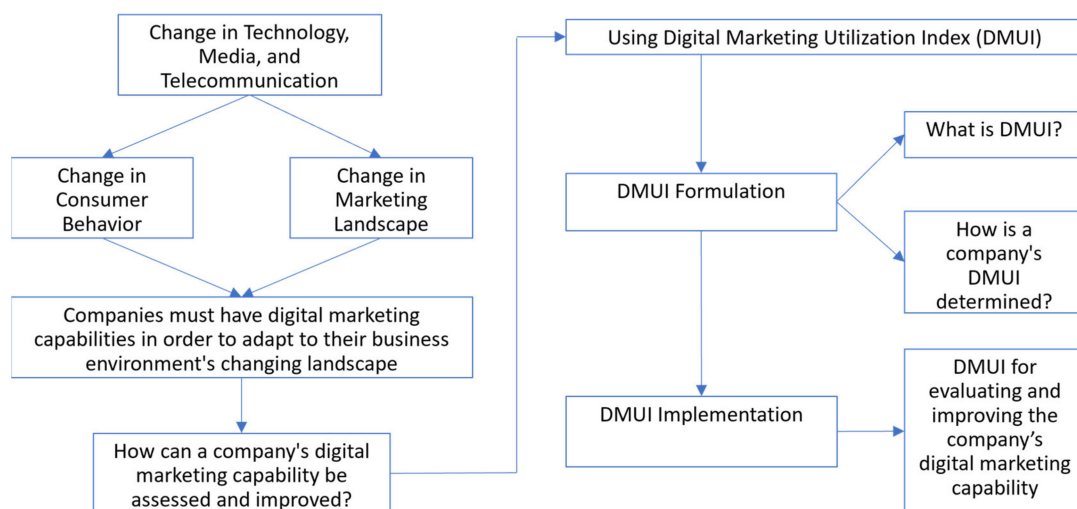 Change in Technology,
Media, and
Telecommunication
Change in
Consumer
Behavior
Change in
Marketing
Landscape
Companies must have digital marketing
capabilities in order to adapt to their business
environment's changing landscape
How can a company's digital
marketing capability be
assessed and improved?
Using Digital Marketing Utilization Index (DMUI)
DMUI Formulation
What is DMUI?
How is a
company's
DMUI
determined?
DMUI Implementation
DMUI for
evaluating and
improving the
company’s
digital marketing
capability